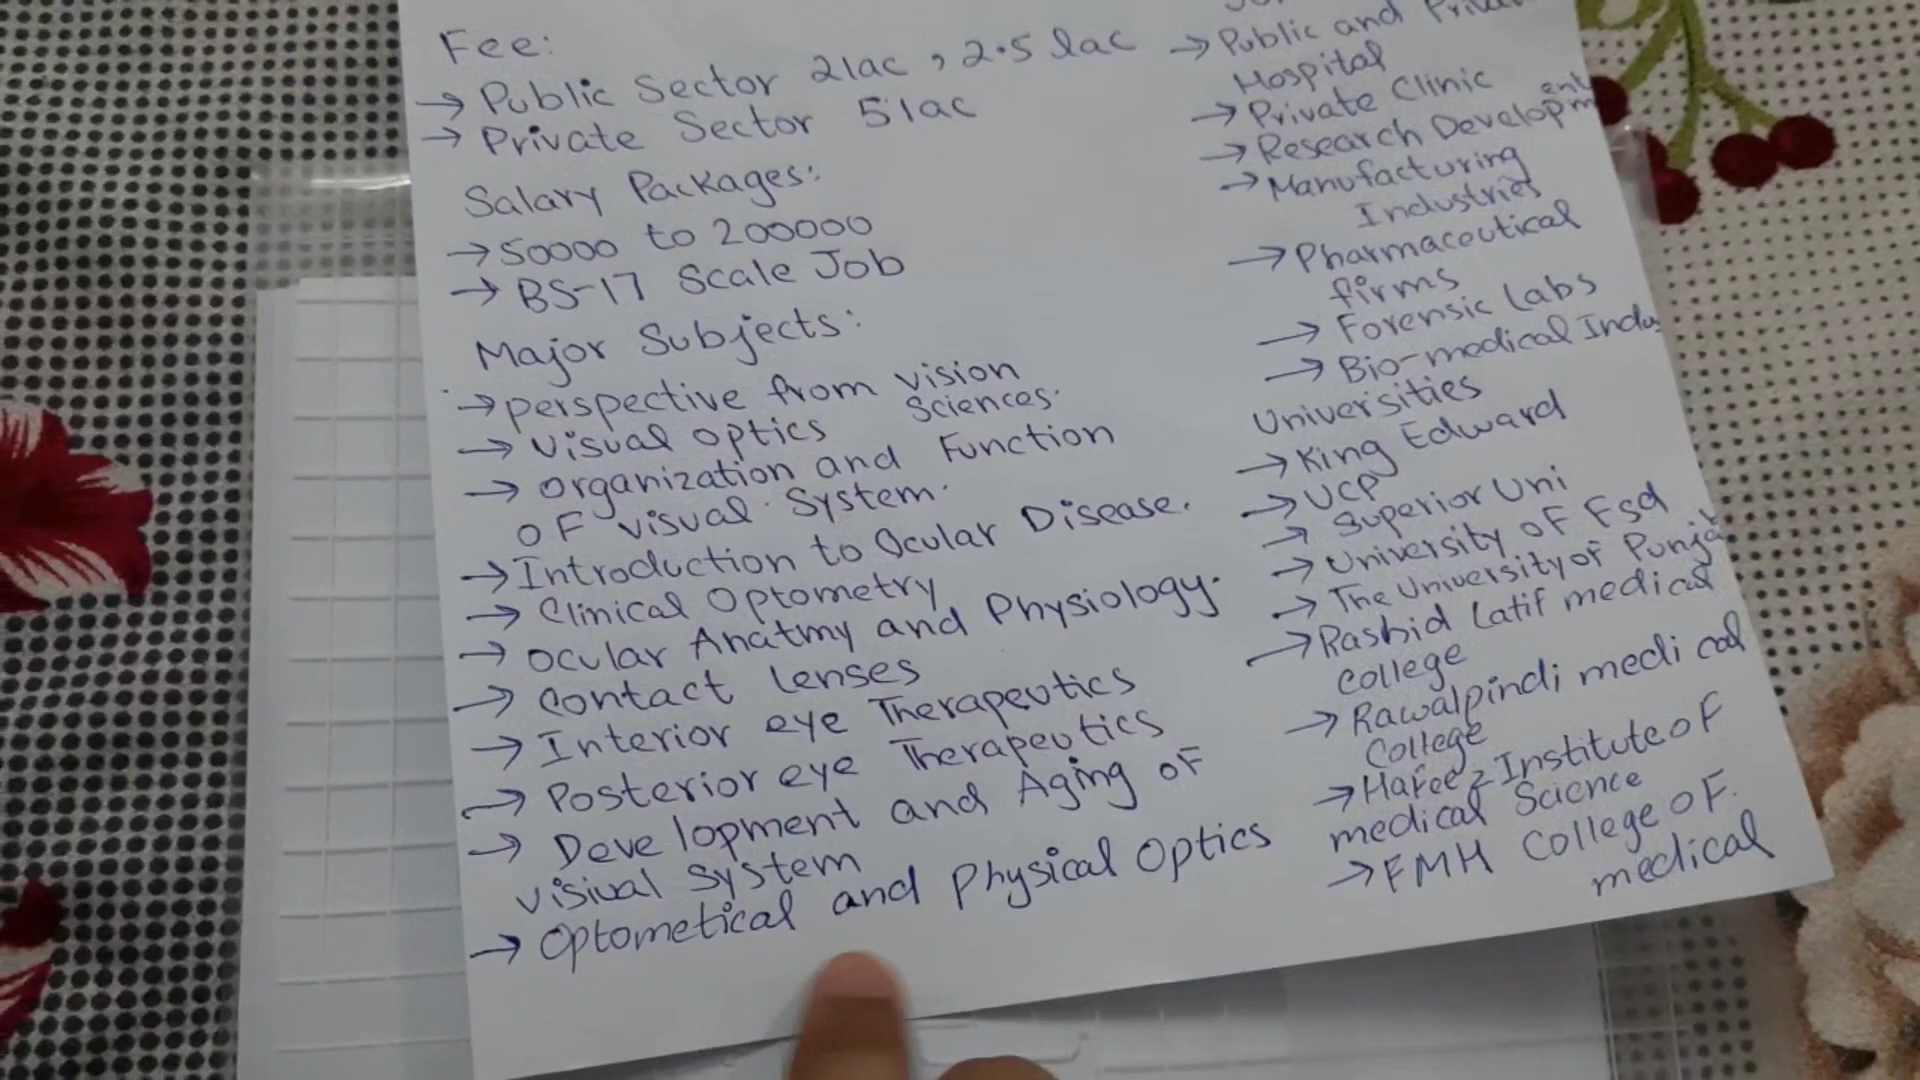 Fee:
→ Public Sector 2lac, 2.5 lac
→ Private Sector 5lac
Salary Packages:
→ 50000 to 200000
→ BS-17 Scale Job
Major Subjects:
→ perspective from vision
Sciences.
→ visual optics
→ organization and Function
OF visual System.
→ Introduction to Ocular Disease.
→ Clinical Optometry
→ Ocular Anatmy and Physiology.
→ Contact lenses
→ Interior eye Therapeutics
→ Posterior eye Therapeutics
→ Development and Aging OF
visiual System
→ Optometical and Physical Optics
→ Public and
Hospital
→ Private Clinic
→ Research Development
→ Manufacturing
Industries
→ Pharmaceutical
firms
→ Forensic labs
→ Bio-medical Indus
Universities
→ King Edward
→ UCP
→ Superior Uni
→ University OF Fsd
→ The University of Punja
→ Rashid Latif medical
College
→ Rawalpindi medical
College
→ Hafeez Institute OF
medical Science
→ FMH College OF.
medical